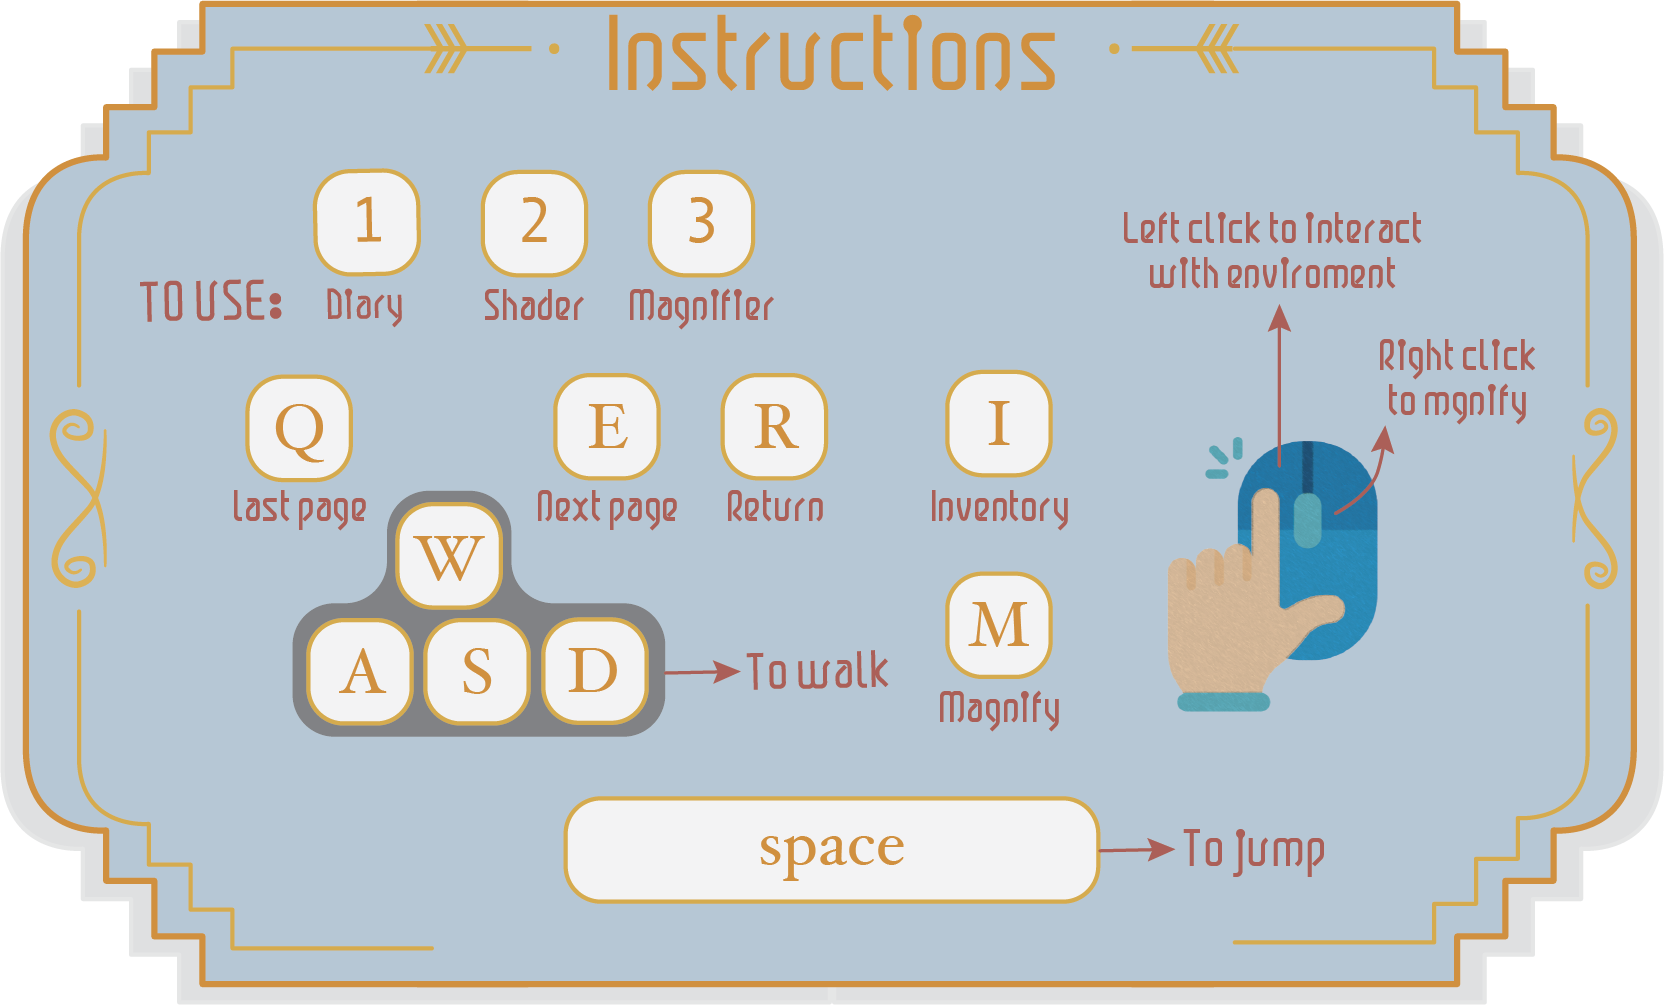 Instructions
1 2 3
TO USE: Diary Shader Magnifier
Left click to interact
with enviroment
Right click
to mgnify
Q E R I
Last page Next page Return Inventory
W
A S D To walk
M
Magnify
space To jump